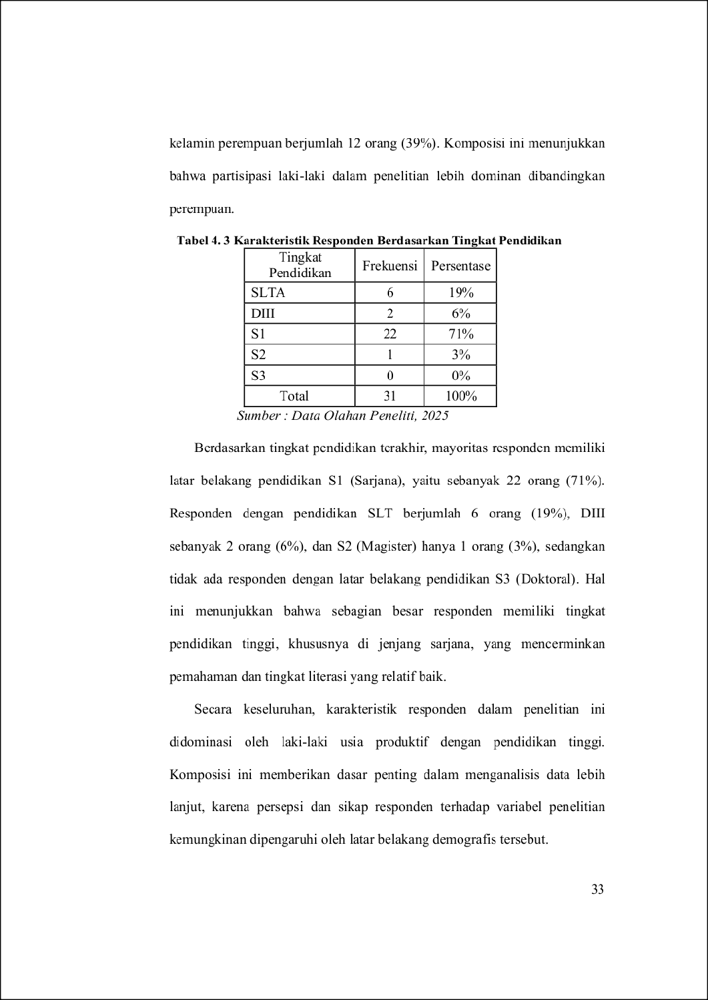 kelamin perempuan berjumlah 12 orang (39%). Komposisi ini menunjukkan
bahwa partisipasi laki-laki dalam penelitian lebih dominan dibandingkan
perempuan.
Tabel 4. 3 Karakteristik Responden Berdasarkan Tingkat Pendidikan
Tingkat Pendidikan Frekuensi Persentase
SLTA 6 19%
DIII 2 6%
S1 22 71%
S2 1 3%
S3 0 0%
Total 31 100%
Sumber : Data Olahan Peneliti, 2025
Berdasarkan tingkat pendidikan terakhir, mayoritas responden memiliki
latar belakang pendidikan S1 (Sarjana), yaitu sebanyak 22 orang (71%).
Responden dengan pendidikan SLT berjumlah 6 orang (19%), DIII
sebanyak 2 orang (6%), dan S2 (Magister) hanya 1 orang (3%), sedangkan
tidak ada responden dengan latar belakang pendidikan S3 (Doktoral). Hal
ini menunjukkan bahwa sebagian besar responden memiliki tingkat
pendidikan tinggi, khususnya di jenjang sarjana, yang mencerminkan
pemahaman dan tingkat literasi yang relatif baik.
Secara keseluruhan, karakteristik responden dalam penelitian ini
didominasi oleh laki-laki usia produktif dengan pendidikan tinggi.
Komposisi ini memberikan dasar penting dalam menganalisis data lebih
lanjut, karena persepsi dan sikap responden terhadap variabel penelitian
kemungkinan dipengaruhi oleh latar belakang demografis tersebut.
33